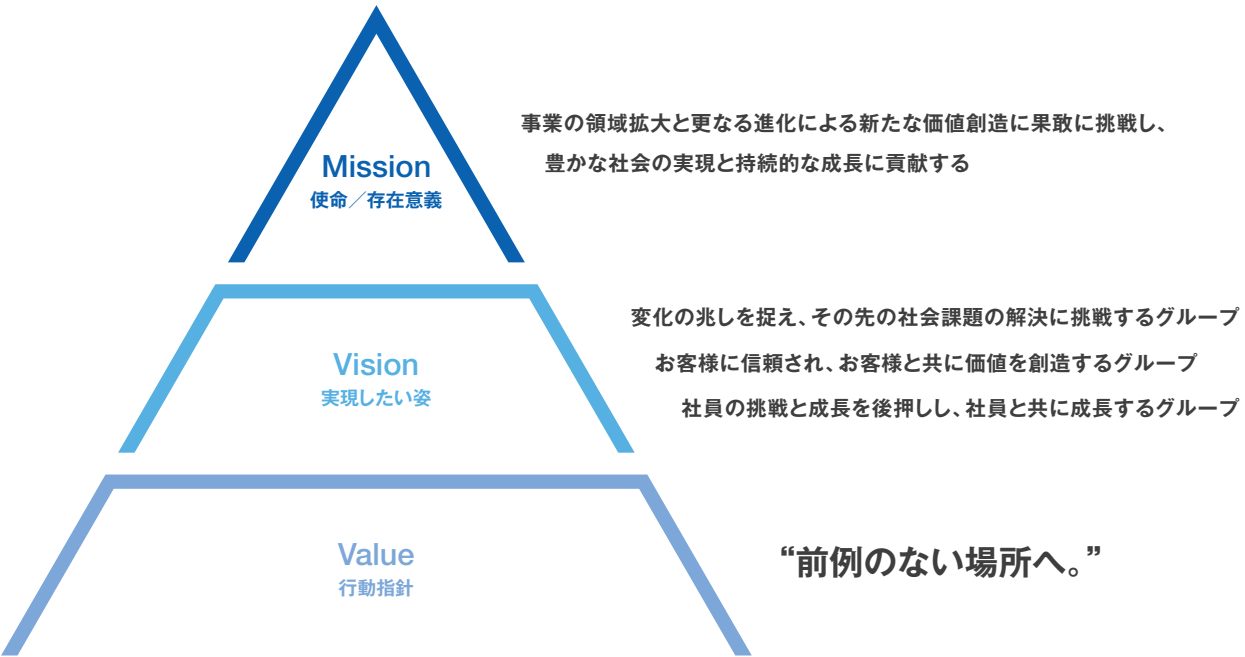 Mission
使命／存在意義
事業の領域拡大と更なる進化による新たな価値創造に果敢に挑戦し、
豊かな社会の実現と持続的な成長に貢献する
Vision
実現したい姿
変化の兆しを捉え、その先の社会課題の解決に挑戦するグループ
お客様に信頼され、お客様と共に価値を創造するグループ
社員の挑戦と成長を後押しし、社員と共に成長するグループ
Value
行動指針
“前例のない場所へ。”